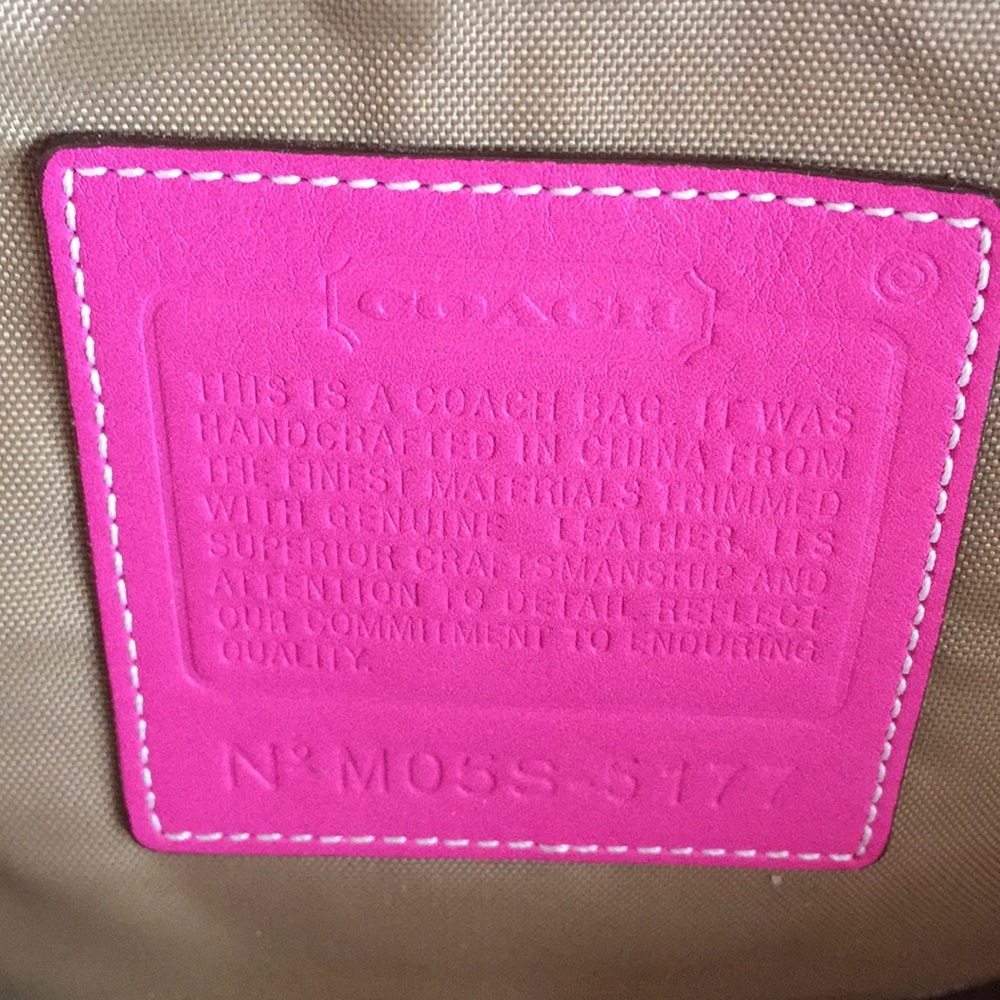 COACH ©
THIS IS A COACH BAG. IT WAS
HANDCRAFTED IN CHINA FROM
THE FINEST MATERIALS TRIMMED
WITH GENUINE LEATHER. ITS
SUPERIOR CRAFTSMANSHIP AND
ATTENTION TO DETAIL REFLECT
OUR COMMITMENT TO ENDURING
QUALITY.
Nº M05S-5177